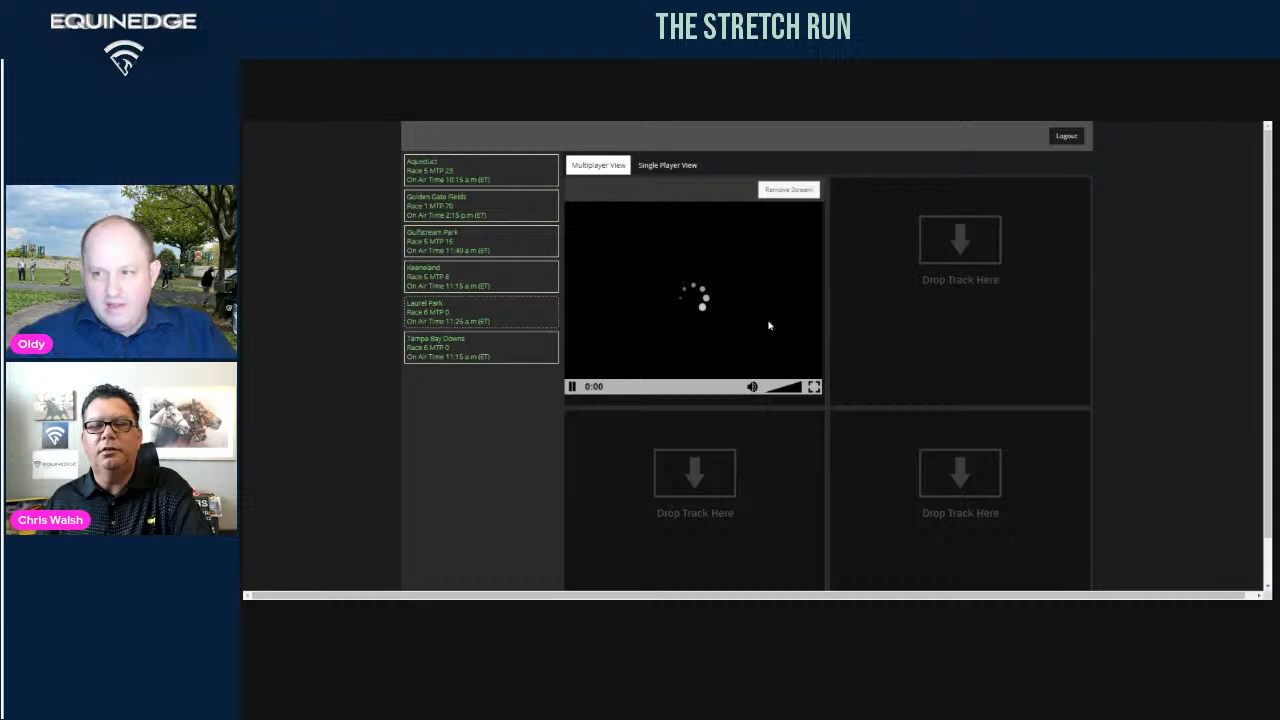 EQUINEDGE
THE STRETCH RUN
Logout
Aqueduct
Race 5 MTP 23
On Air Time 10:15 a.m (ET)
Golden Gate Fields
Race 1 MTP 70
On Air Time 2:15 p.m (ET)
Gulfstream Park
Race 5 MTP 15
On Air Time 11:40 a.m (ET)
Keeneland
Race 5 MTP 8
On Air Time 11:15 a.m (ET)
Laurel Park
Race 6 MTP 0
On Air Time 11:25 a.m (ET)
Tampa Bay Downs
Race 6 MTP 0
On Air Time 11:15 a.m (ET)
Multiplayer View
Single Player View
Remove Stream
Drop Track Here
0:00
Drop Track Here
Drop Track Here
Oldy
EQUINEDGE
Chris Walsh